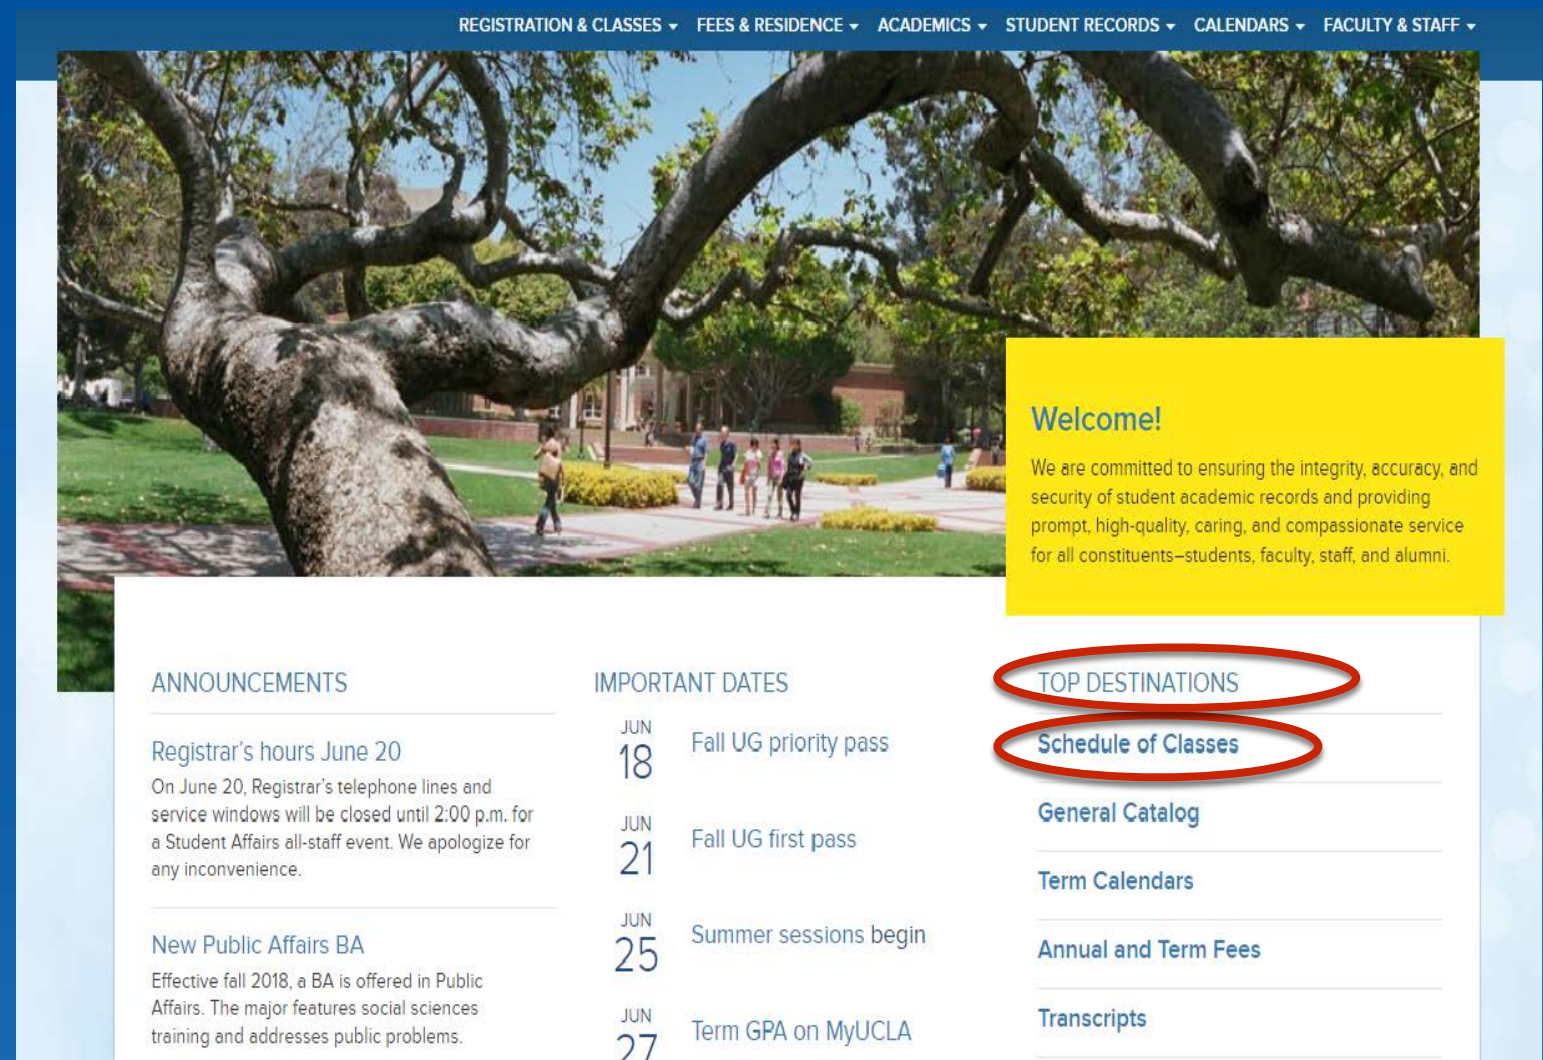 REGISTRATION & CLASSES FEES & RESIDENCE ACADEMICS STUDENT RECORDS CALENDARS FACULTY & STAFF
Welcome!
We are committed to ensuring the integrity, accuracy, and
security of student academic records and providing
prompt, high-quality, caring, and compassionate service
for all constituents–students, faculty, staff, and alumni.
ANNOUNCEMENTS
Registrar's hours June 20
On June 20, Registrar's telephone lines and
service windows will be closed until 2:00 p.m. for
a Student Affairs all-staff event. We apologize for
any inconvenience.
New Public Affairs BA
Effective fall 2018, a BA is offered in Public
Affairs. The major features social sciences
training and addresses public problems.
IMPORTANT DATES
JUN
18
Fall UG priority pass
JUN
21
Fall UG first pass
JUN
25
Summer sessions begin
JUN
27
Term GPA on MyUCLA
TOP DESTINATIONS
Schedule of Classes
General Catalog
Term Calendars
Annual and Term Fees
Transcripts